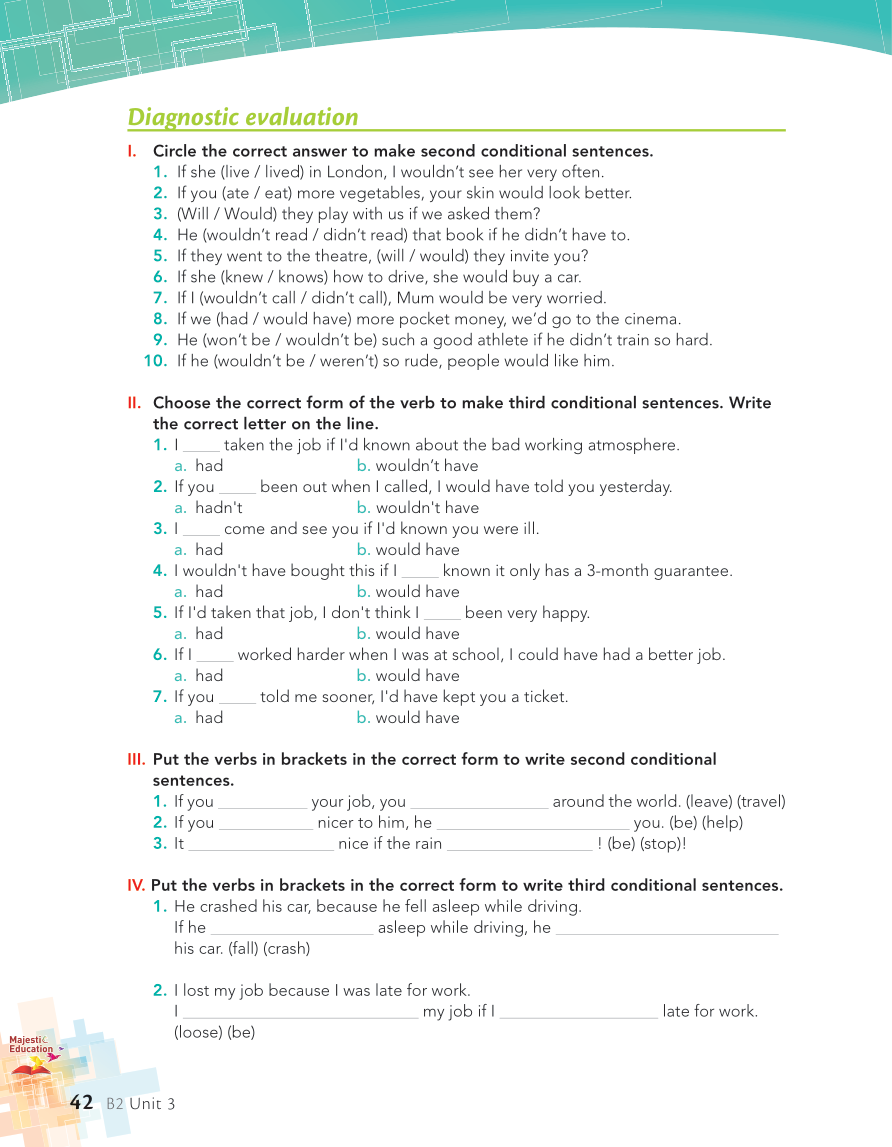 Diagnostic evaluation
I. Circle the correct answer to make second conditional sentences.
1. If she (live / lived) in London, I wouldn’t see her very often.
2. If you (ate / eat) more vegetables, your skin would look better.
3. (Will / Would) they play with us if we asked them?
4. He (wouldn’t read / didn’t read) that book if he didn’t have to.
5. If they went to the theatre, (will / would) they invite you?
6. If she (knew / knows) how to drive, she would buy a car.
7. If I (wouldn’t call / didn’t call), Mum would be very worried.
8. If we (had / would have) more pocket money, we’d go to the cinema.
9. He (won’t be / wouldn’t be) such a good athlete if he didn’t train so hard.
10. If he (wouldn’t be / weren’t) so rude, people would like him.
II. Choose the correct form of the verb to make third conditional sentences. Write
the correct letter on the line.
1. I ____ taken the job if I'd known about the bad working atmosphere.
a. had b. wouldn’t have
2. If you ____ been out when I called, I would have told you yesterday.
a. hadn't b. wouldn't have
3. I ____ come and see you if I'd known you were ill.
a. had b. would have
4. I wouldn't have bought this if I ____ known it only has a 3-month guarantee.
a. had b. would have
5. If I'd taken that job, I don't think I ____ been very happy.
a. had b. would have
6. If I ____ worked harder when I was at school, I could have had a better job.
a. had b. would have
7. If you ____ told me sooner, I'd have kept you a ticket.
a. had b. would have
III. Put the verbs in brackets in the correct form to write second conditional
sentences.
1. If you __________ your job, you _______________ around the world. (leave) (travel)
2. If you __________ nicer to him, he _____________________ you. (be) (help)
3. It ________________ nice if the rain ________________ ! (be) (stop)!
IV. Put the verbs in brackets in the correct form to write third conditional sentences.
1. He crashed his car, because he fell asleep while driving.
If he __________________ asleep while driving, he _________________________
his car. (fall) (crash)
2. I lost my job because I was late for work.
I __________________________ my job if I _________________ late for work.
(loose) (be)
Majestic
Education
42 B2 Unit 3